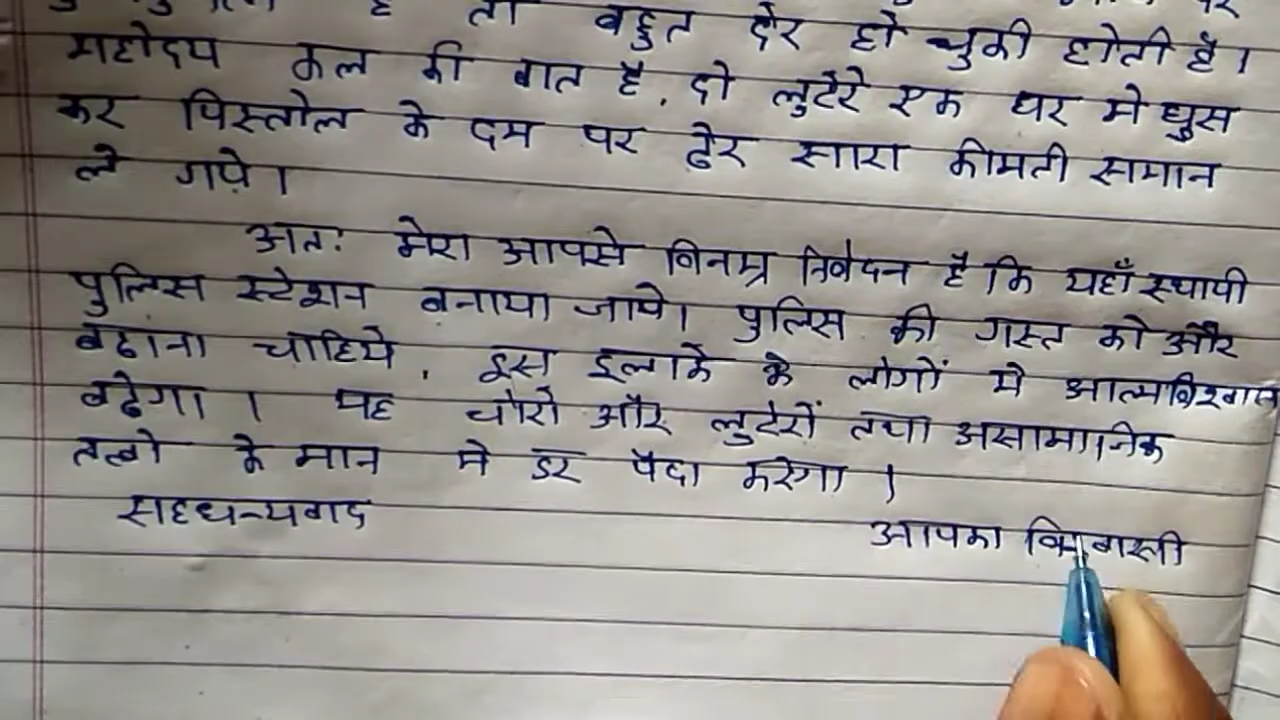 है तो बहुत देर हो चुकी होती है।
महोदय कल की बात है, दो लुटेरे एक घर मे घुस
कर पिस्तोल के दम पर ढ़ेर सारा कीमती समान
ले गये।
अतः मेरा आपसे विनम्र निवेदन है कि यहाँ स्थायी
पुलिस स्टेशन बनाया जाये। पुलिस की गस्त को और
बढाना चाहिये, इस इलाके के लोगों मे आत्मविश्वास
बढेगा। यह चोरो और लुटेरों तथा असामाजिक
तत्वो के मान मे डर पैदा करेगा।
सहधन्यवाद
आपका